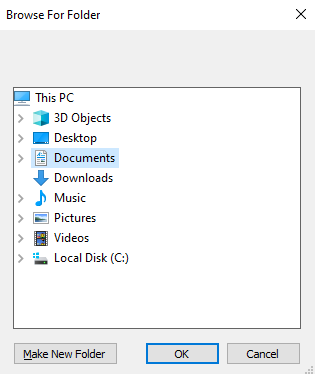 Browse For Folder
This PC
3D Objects
Desktop
Documents
Downloads
Music
Pictures
Videos
Local Disk (C:)
Make New Folder
OK
Cancel